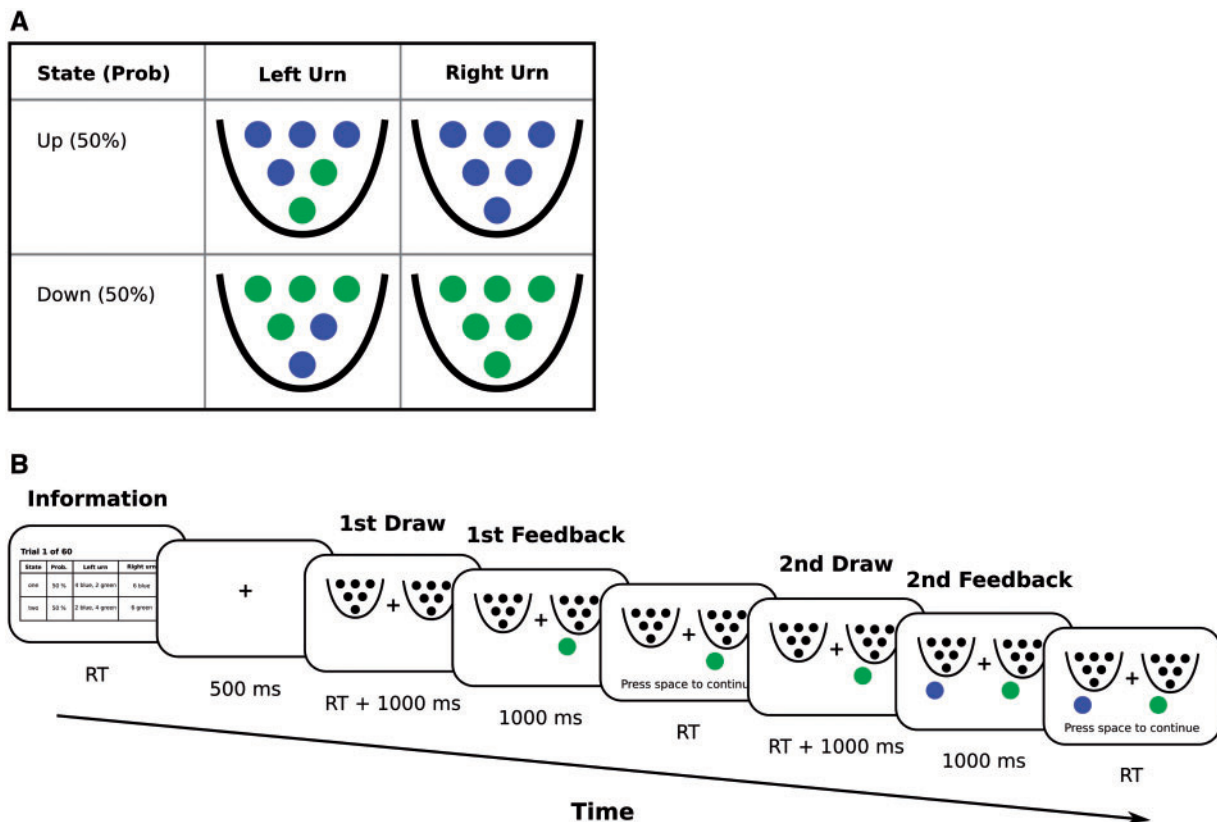 A
State (Prob) Left Urn Right Urn
Up (50%)
Down (50%)
B
Information
1st Draw
1st Feedback
2nd Draw
2nd Feedback
Trial 1 of 60
State Prob. Left urn Right urn
one 50 % 4 blue, 2 green 6 blue
two 50 % 2 blue, 4 green 6 green
+
+
+
+
Press space to continu
+
+
+
Press space to continue
RT
500 ms
RT + 1000 ms
1000 ms
RT
RT + 1000 ms
1000 ms
RT
Time